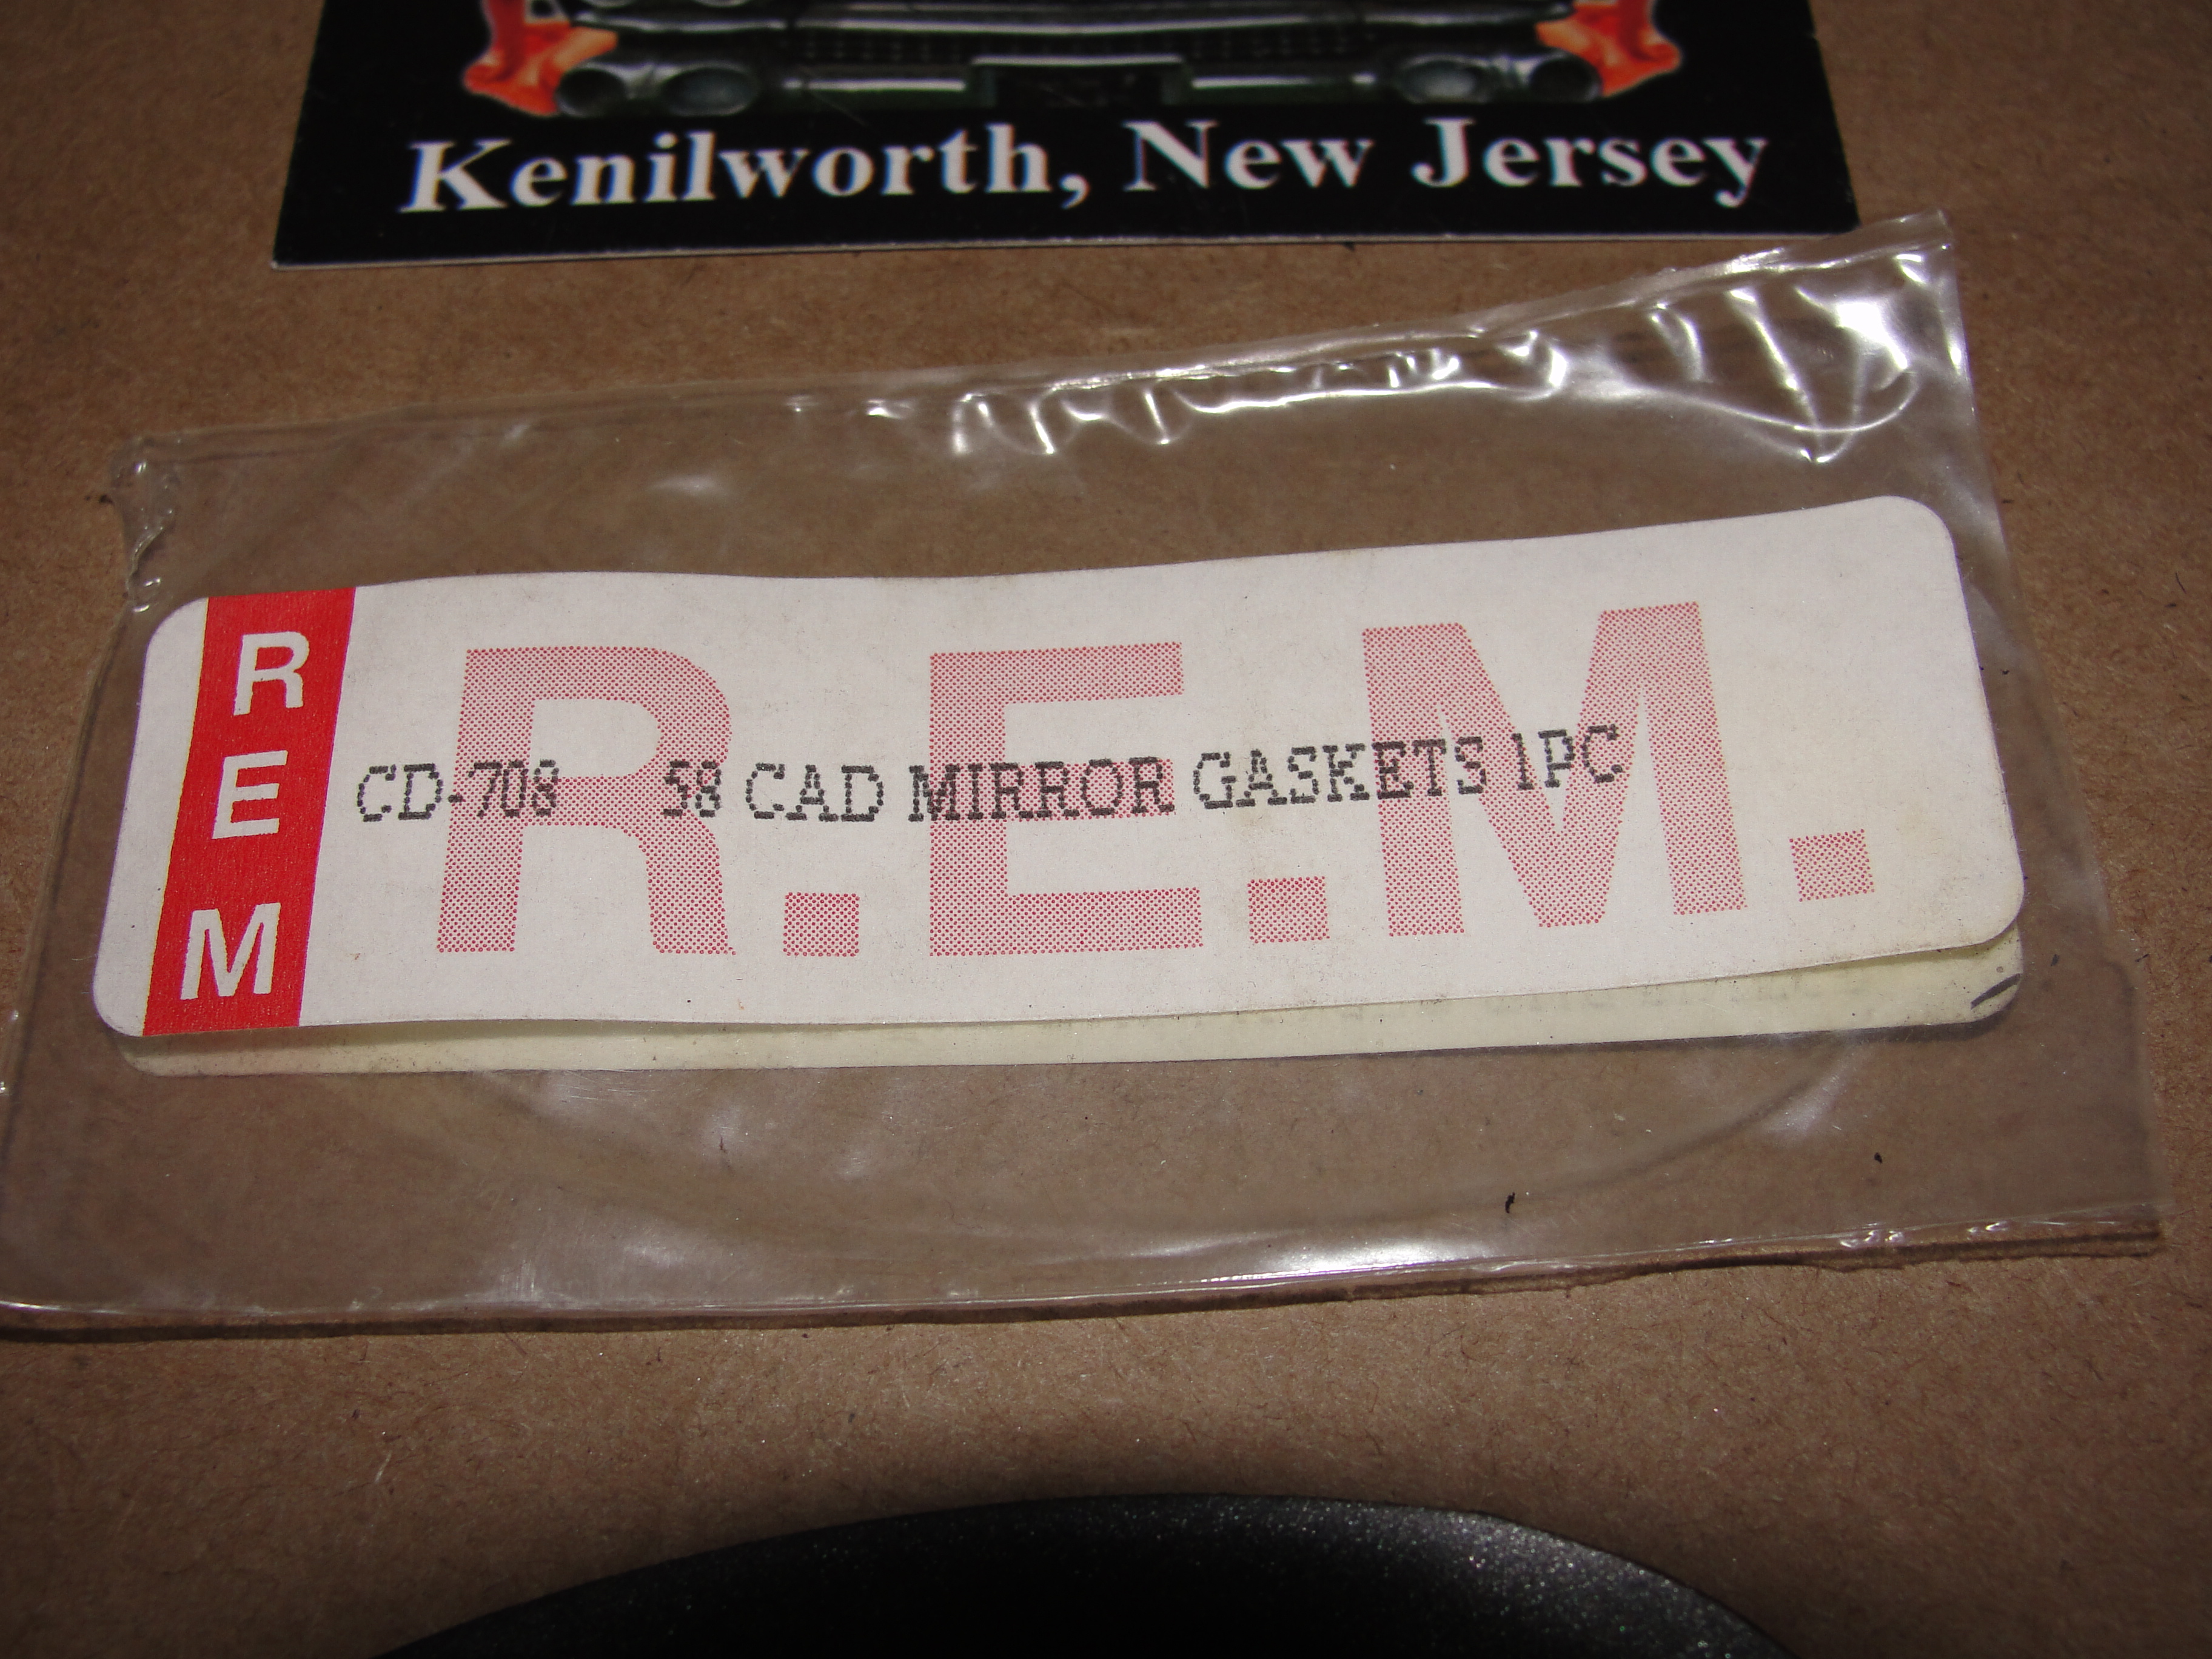 Kenilworth, New Jersey
R
E
M
R.E.M.
CD-708 58 CAD MIRROR GASKETS 1PC